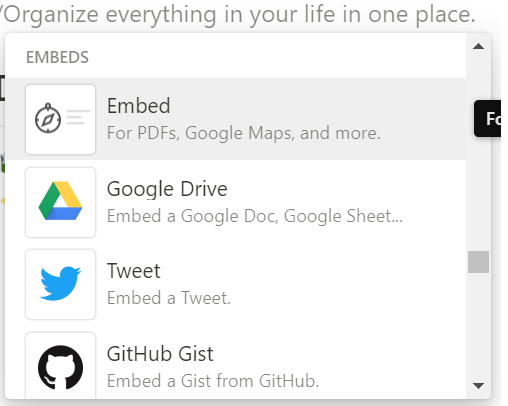 /Organize everything in your life in one place.
EMBEDS
Embed
For PDFs, Google Maps, and more.
Fo
Google Drive
Embed a Google Doc, Google Sheet...
Tweet
Embed a Tweet.
GitHub Gist
Embed a Gist from GitHub.